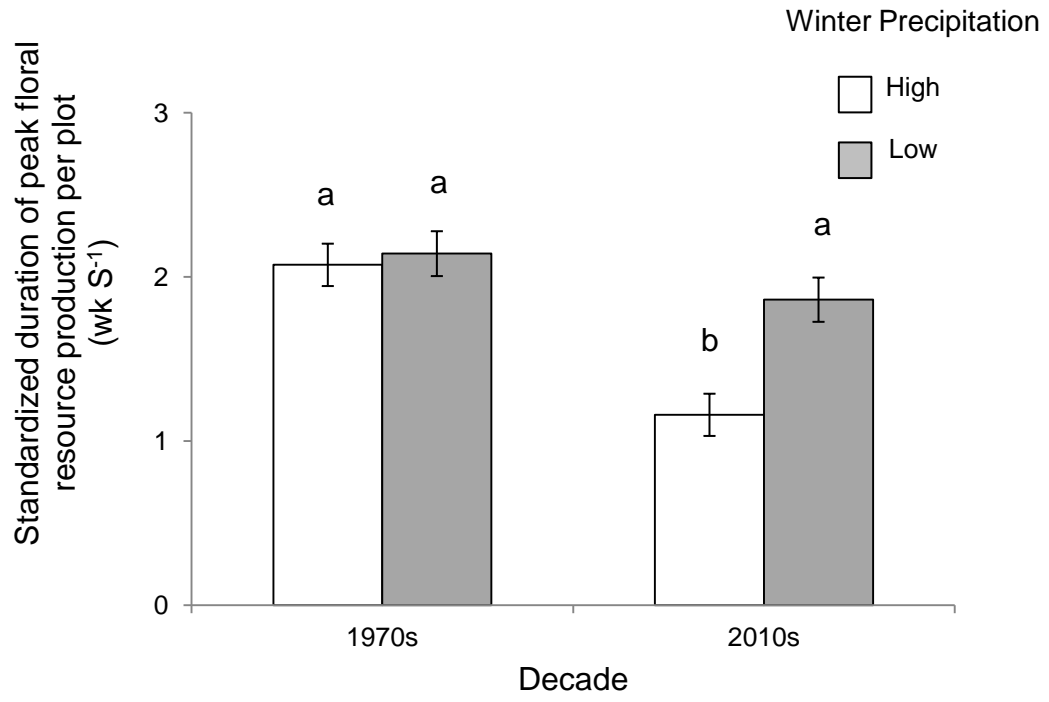 Winter Precipitation
High
Low
Standardized duration of peak floral
resource production per plot
(wk S-1)
3
2
1
0
a
a
b
a
1970s
2010s
Decade